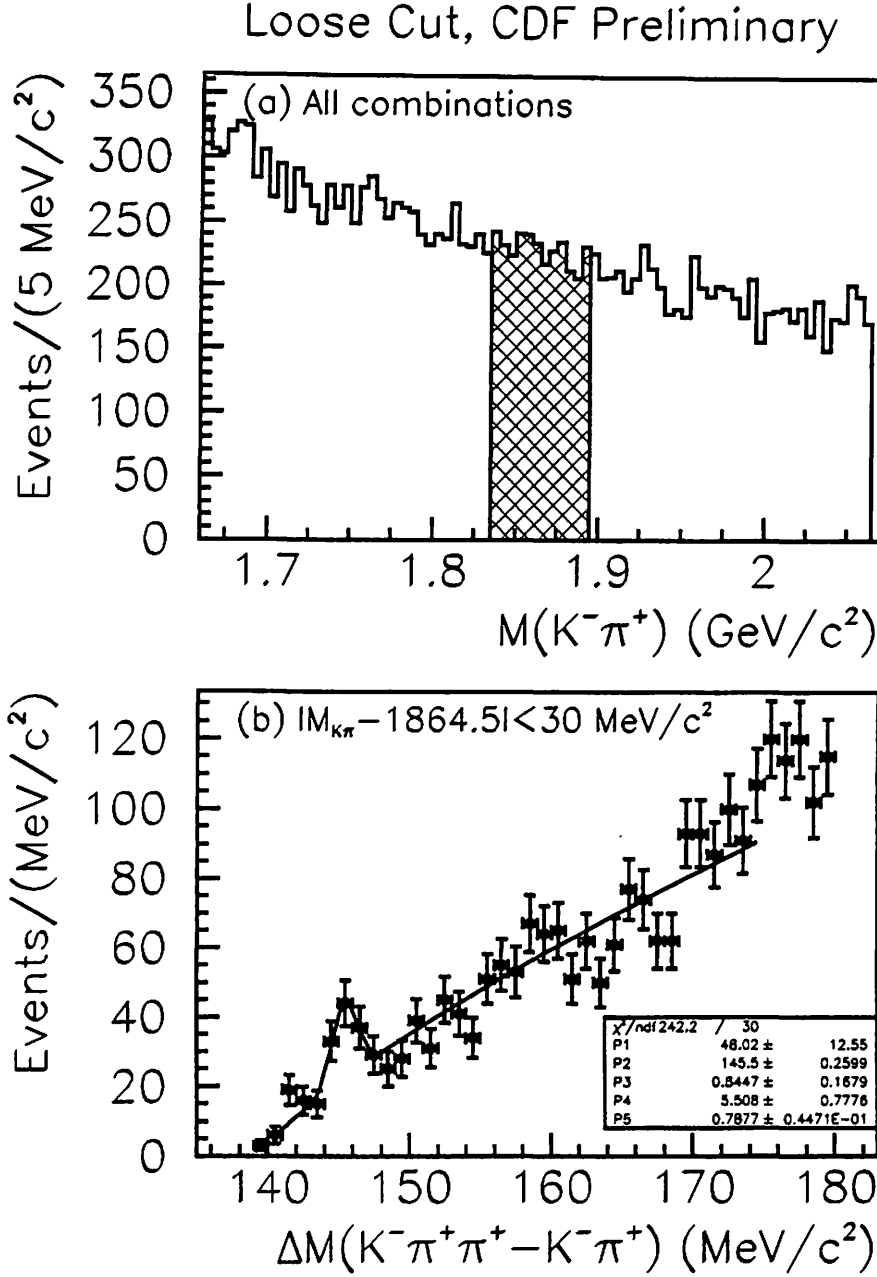 Loose Cut, CDF Preliminary
(a) All combinations
Events/(5 MeV/c²)
350
300
250
200
150
100
50
0
1.7 1.8 1.9 2
M(K⁻π⁺) (GeV/c²)
(b) |M_Kπ−1864.5|<30 MeV/c²
Events/(MeV/c²)
120
100
80
60
40
20
0
χ²/ndf 242.2 / 30
P1 48.02 ± 12.55
P2 145.5 ± 0.2599
P3 0.8447 ± 0.1679
P4 5.508 ± 0.7776
P5 0.7877 ± 0.4471E−01
140 150 160 170 180
ΔM(K⁻π⁺π⁺−K⁻π⁺) (MeV/c²)